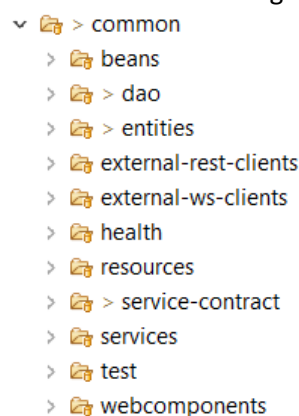 > common
beans
> dao
> entities
external-rest-clients
external-ws-clients
health
resources
> service-contract
services
test
webcomponents